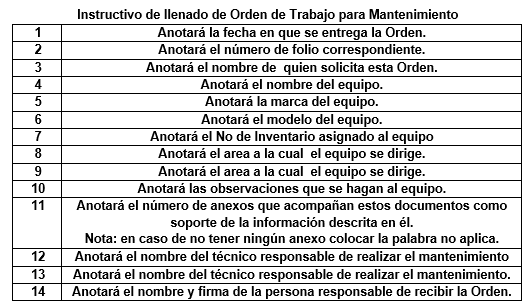 Instructivo de llenado de Orden de Trabajo para Mantenimiento
1 Anotará la fecha en que se entrega la Orden.
2 Anotará el número de folio correspondiente.
3 Anotará el nombre de quien solicita esta Orden.
4 Anotará el nombre del equipo.
5 Anotará la marca del equipo.
6 Anotará el modelo del equipo.
7 Anotará el No de Inventario asignado al equipo
8 Anotará el area a la cual el equipo se dirige.
9 Anotará el area a la cual el equipo se dirige.
10 Anotará las observaciones que se hagan al equipo.
11 Anotará el número de anexos que acompañan estos documentos como
soporte de la información descrita en él.
Nota: en caso de no tener ningún anexo colocar la palabra no aplica.
12 Anotará el nombre del técnico responsable de realizar el mantenimiento
13 Anotará el nombre del técnico responsable de realizar el mantenimiento.
14 Anotará el nombre y firma de la persona responsable de recibir la Orden.